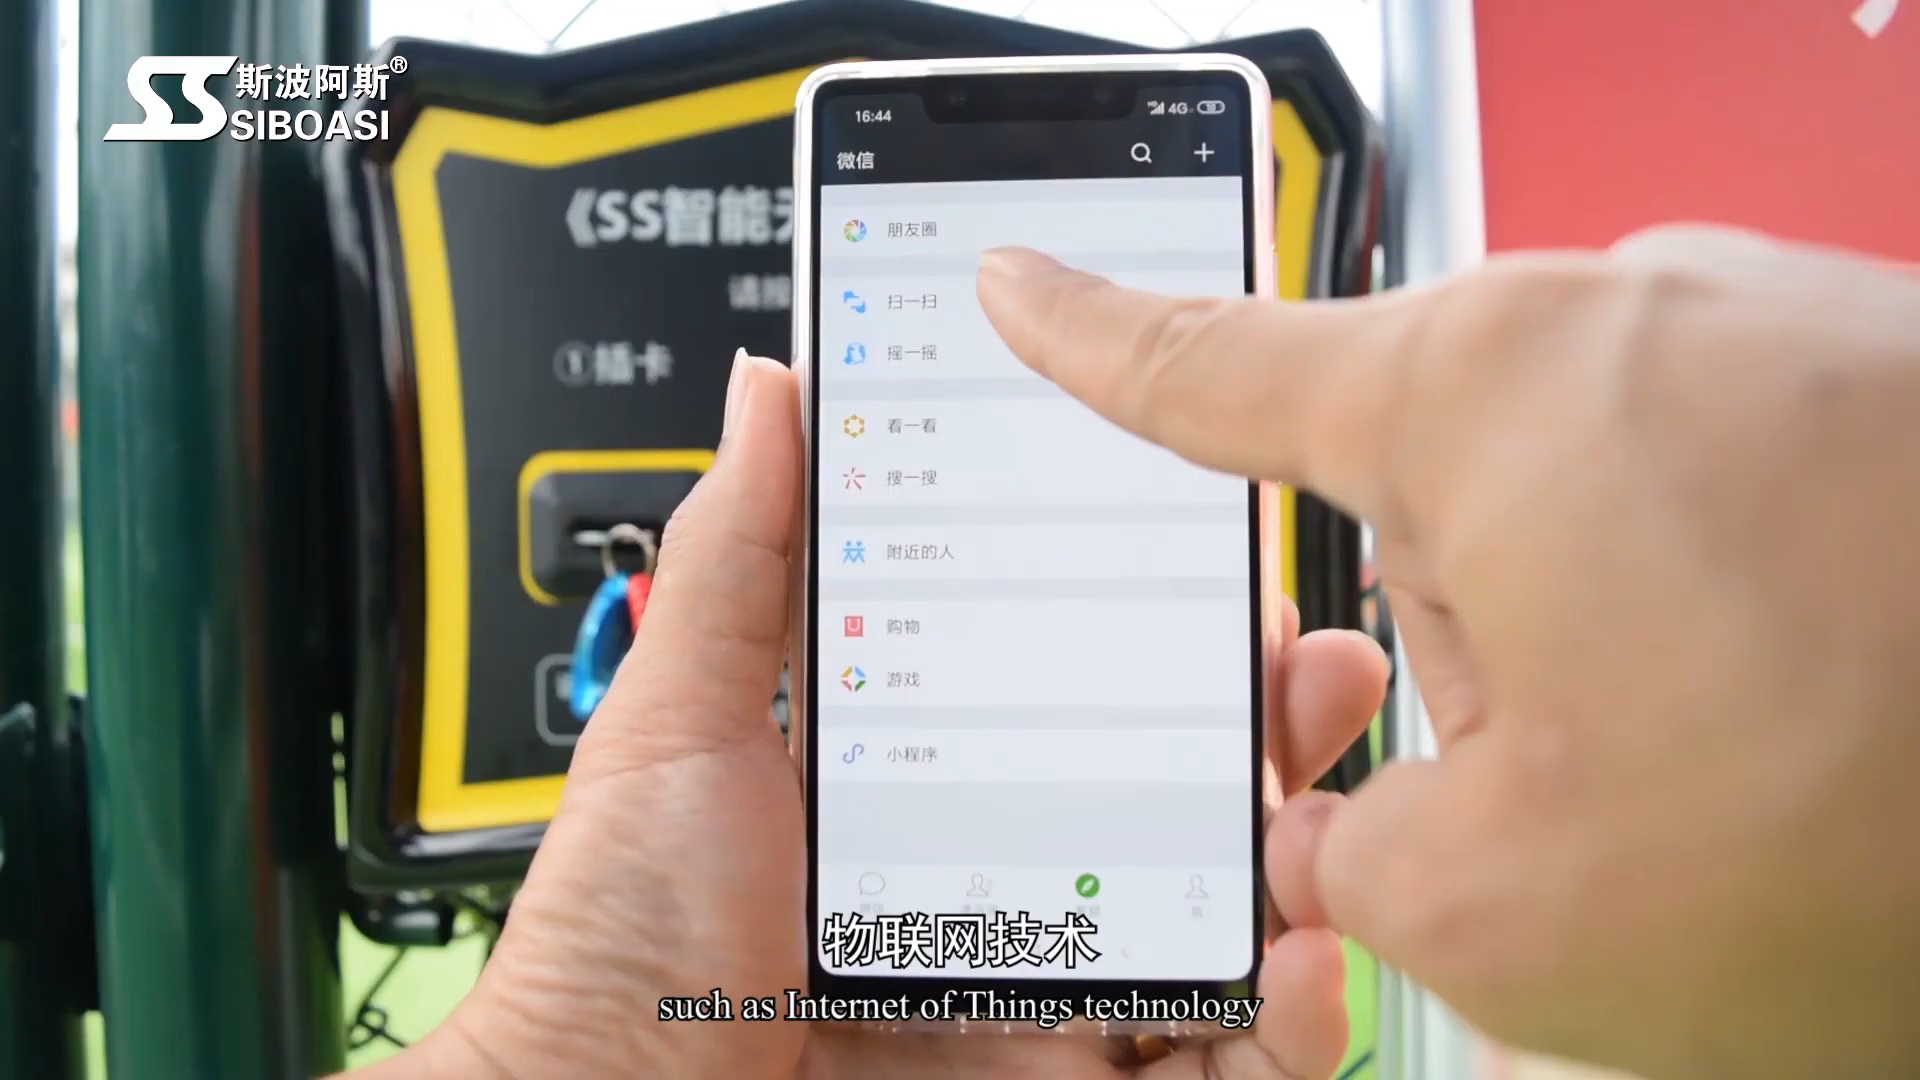 斯波阿斯®
SIBOASI
《SS智能
①插卡
16:44
4G
微信
朋友圈
扫一扫
摇一摇
看一看
搜一搜
附近的人
购物
游戏
小程序
物联网技术
such as Internet of Things technology